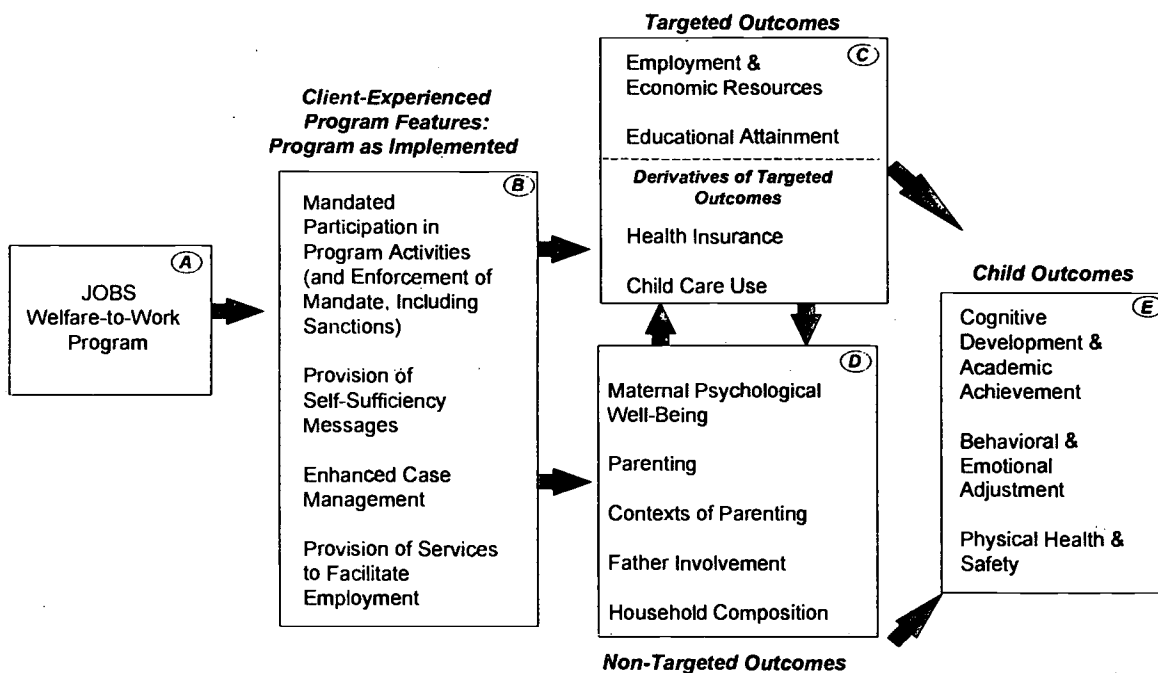 A
JOBS
Welfare-to-Work
Program
Client-Experienced
Program Features:
Program as Implemented
B
Mandated
Participation in
Program Activities
(and Enforcement of
Mandate, Including
Sanctions)
Provision of
Self-Sufficiency
Messages
Enhanced Case
Management
Provision of Services
to Facilitate
Employment
Targeted Outcomes
C
Employment &
Economic Resources
Educational Attainment
Derivatives of Targeted
Outcomes
Health Insurance
Child Care Use
D
Maternal Psychological
Well-Being
Parenting
Contexts of Parenting
Father Involvement
Household Composition
Non-Targeted Outcomes
Child Outcomes
E
Cognitive
Development &
Academic
Achievement
Behavioral &
Emotional
Adjustment
Physical Health &
Safety